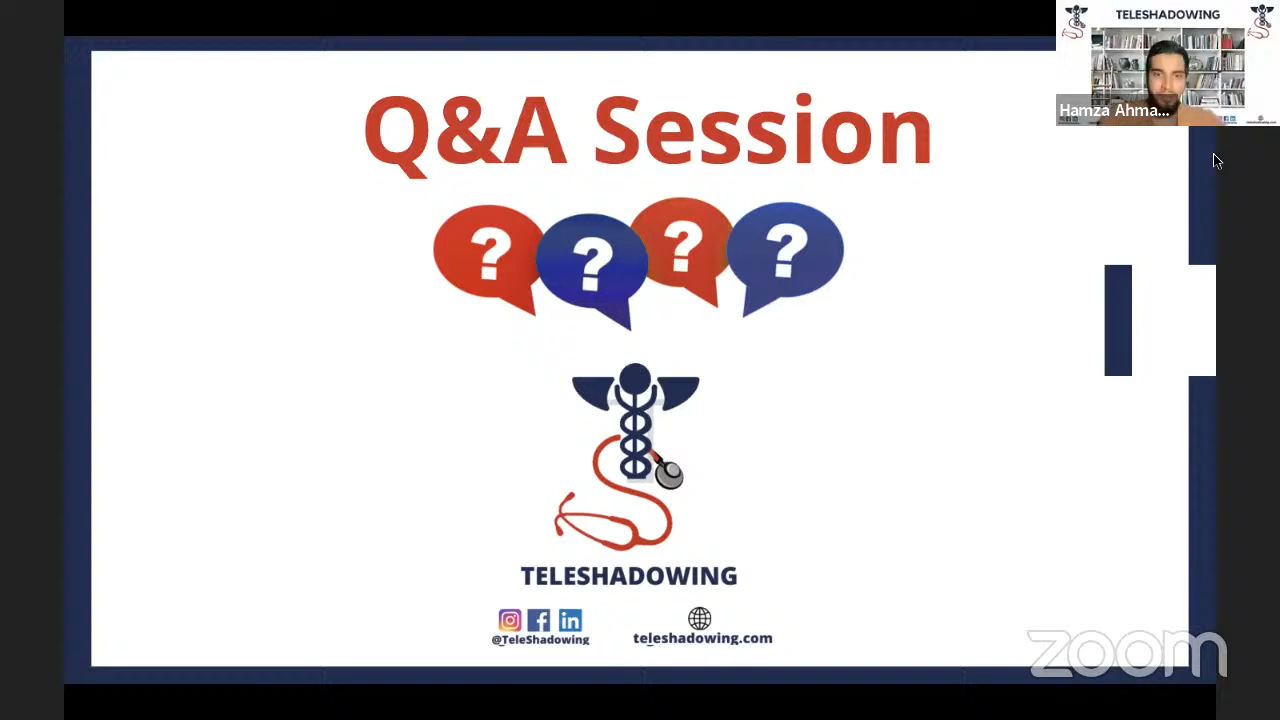 TELESHADOWING
Hamza Ahma...
Q&A Session
? ? ? ?
TELESHADOWING
@TeleShadowing
teleshadowing.com
zoom